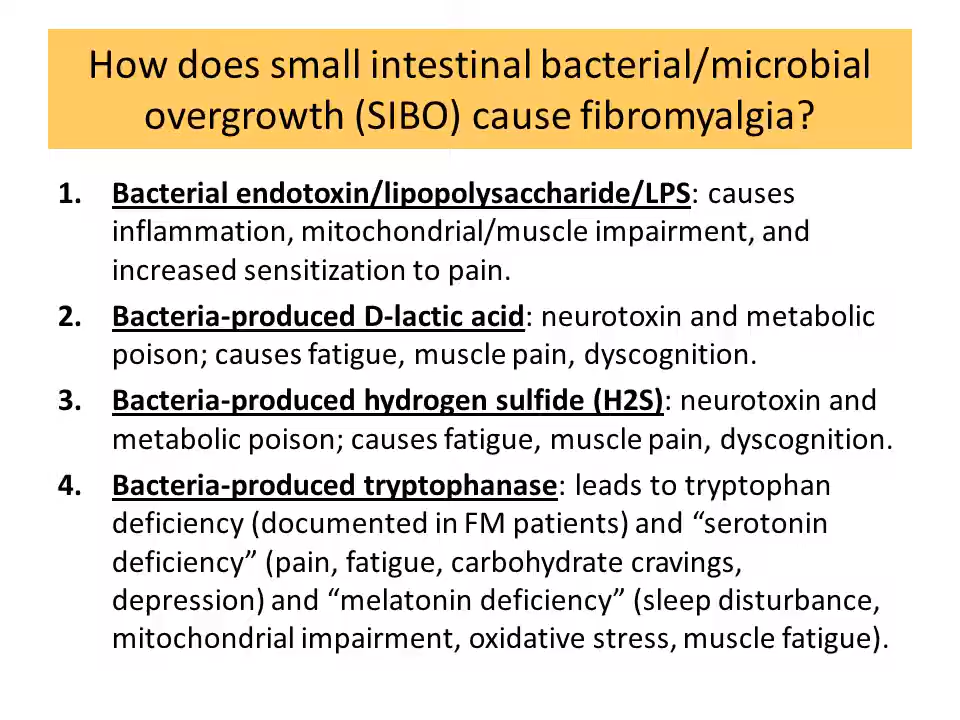 How does small intestinal bacterial/microbial
overgrowth (SIBO) cause fibromyalgia?
1. Bacterial endotoxin/lipopolysaccharide/LPS: causes
inflammation, mitochondrial/muscle impairment, and
increased sensitization to pain.
2. Bacteria-produced D-lactic acid: neurotoxin and metabolic
poison; causes fatigue, muscle pain, dyscognition.
3. Bacteria-produced hydrogen sulfide (H2S): neurotoxin and
metabolic poison; causes fatigue, muscle pain, dyscognition.
4. Bacteria-produced tryptophanase: leads to tryptophan
deficiency (documented in FM patients) and “serotonin
deficiency” (pain, fatigue, carbohydrate cravings,
depression) and “melatonin deficiency” (sleep disturbance,
mitochondrial impairment, oxidative stress, muscle fatigue).